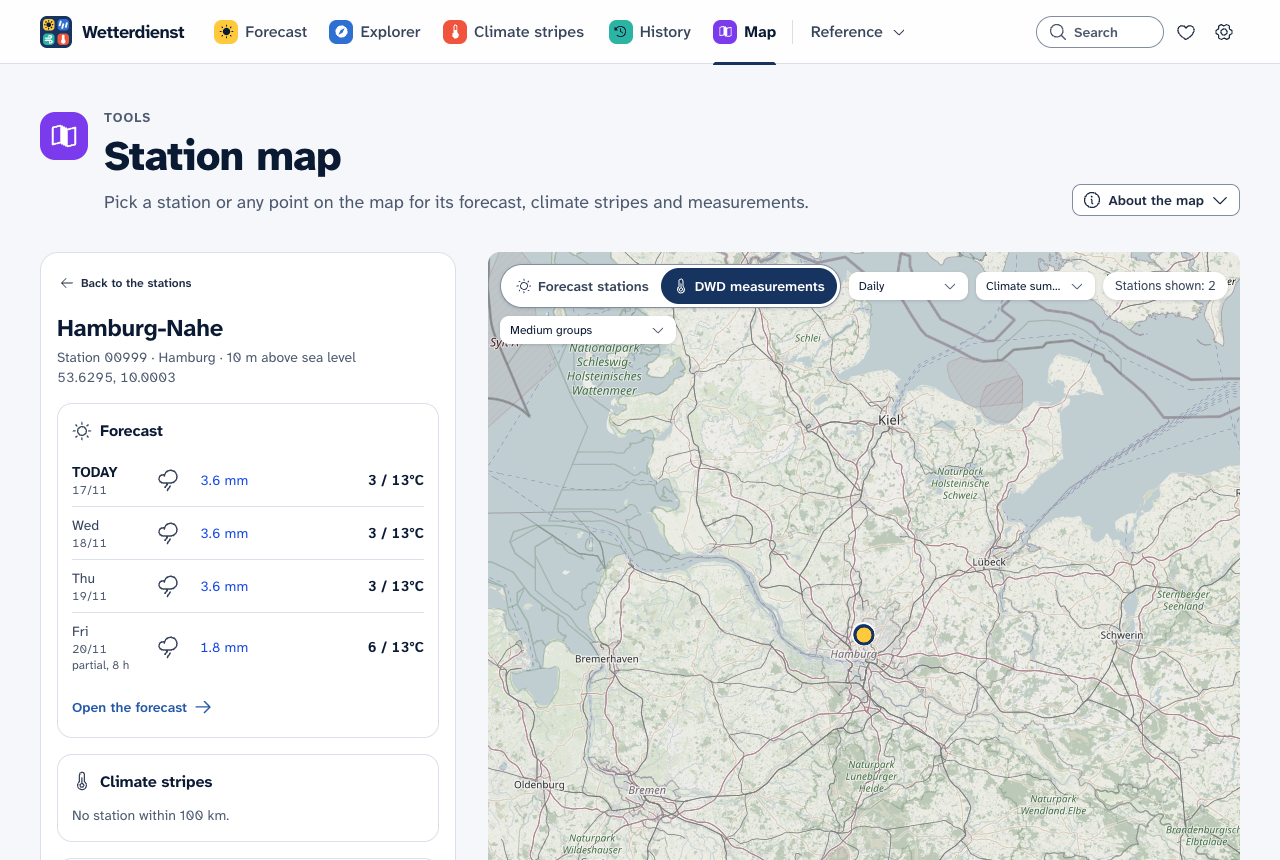 Wetterdienst
Forecast
Explorer
Climate stripes
History
Map
Reference
Search
TOOLS
Station map
Pick a station or any point on the map for its forecast, climate stripes and measurements.
About the map
Back to the stations
Hamburg-Nahe
Station 00999 · Hamburg · 10 m above sea level
53.6295, 10.0003
Forecast
TODAY
17/11
3.6 mm
3 / 13°C
Wed
18/11
3.6 mm
3 / 13°C
Thu
19/11
3.6 mm
3 / 13°C
Fri
20/11
partial, 8 h
1.8 mm
6 / 13°C
Open the forecast
Climate stripes
No station within 100 km.
Forecast stations
DWD measurements
Daily
Climate sum...
Stations shown: 2
Medium groups
Nationalpark
Schleswig-
Holsteinisches
Wattenmeer
Schlei
Kiel
Naturpark
Holsteinische
Schweiz
Lübeck
Sternberger
Seenland
Schwerin
Hamburg
Bremerhaven
Oldenburg
Bremen
Naturpark
Luneburger
Heide
Naturpark
Wendland Elbe
Brandenburgisch
Elbtalaue
Naturpark
Wildeshauser